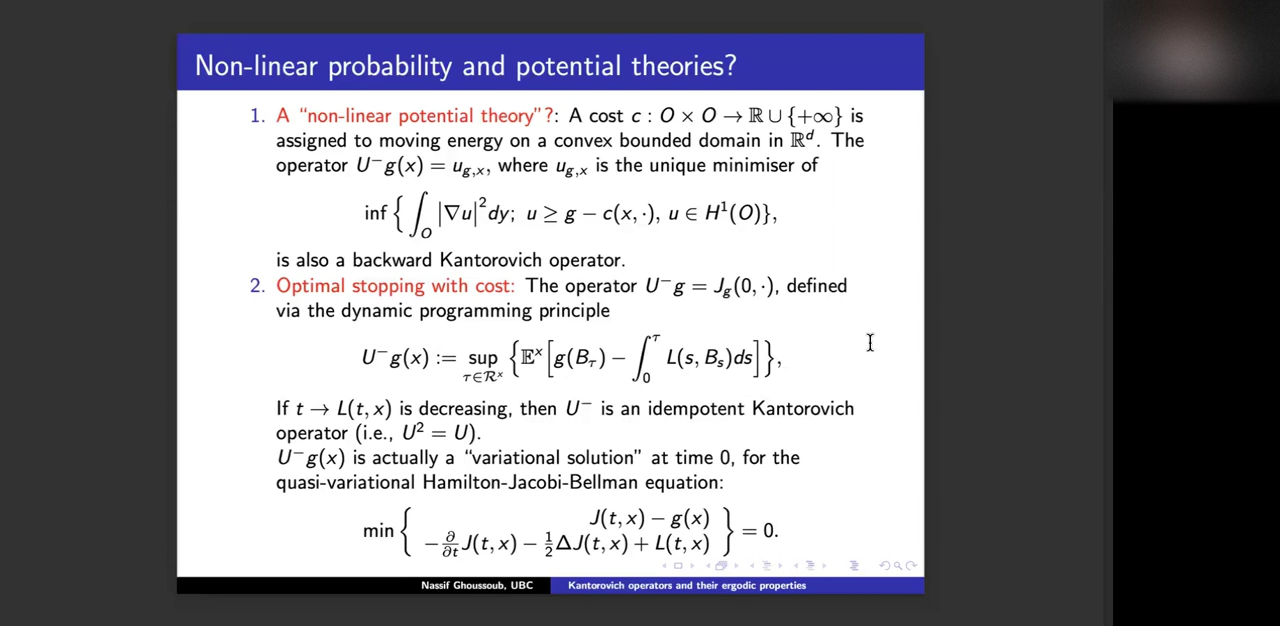 Non-linear probability and potential theories?
1. A “non-linear potential theory”?: A cost c : O × O → ℝ ∪ {+∞} is
assigned to moving energy on a convex bounded domain in ℝ^d. The
operator U⁻g(x) = u_{g,x}, where u_{g,x} is the unique minimiser of
inf { ∫_O |∇u|² dy; u ≥ g − c(x, ·), u ∈ H¹(O)},
is also a backward Kantorovich operator.
2. Optimal stopping with cost: The operator U⁻g = J_g(0, ·), defined
via the dynamic programming principle
U⁻g(x) := sup_{τ∈ℛ^x} {𝔼^x [g(B_τ) − ∫_0^τ L(s, B_s)ds]},
If t → L(t, x) is decreasing, then U⁻ is an idempotent Kantorovich
operator (i.e., U² = U).
U⁻g(x) is actually a “variational solution” at time 0, for the
quasi-variational Hamilton-Jacobi-Bellman equation:
min { J(t, x) − g(x)
−∂/∂t J(t, x) − ½ΔJ(t, x) + L(t, x) } = 0.
Nassif Ghoussoub, UBC Kantorovich operators and their ergodic properties